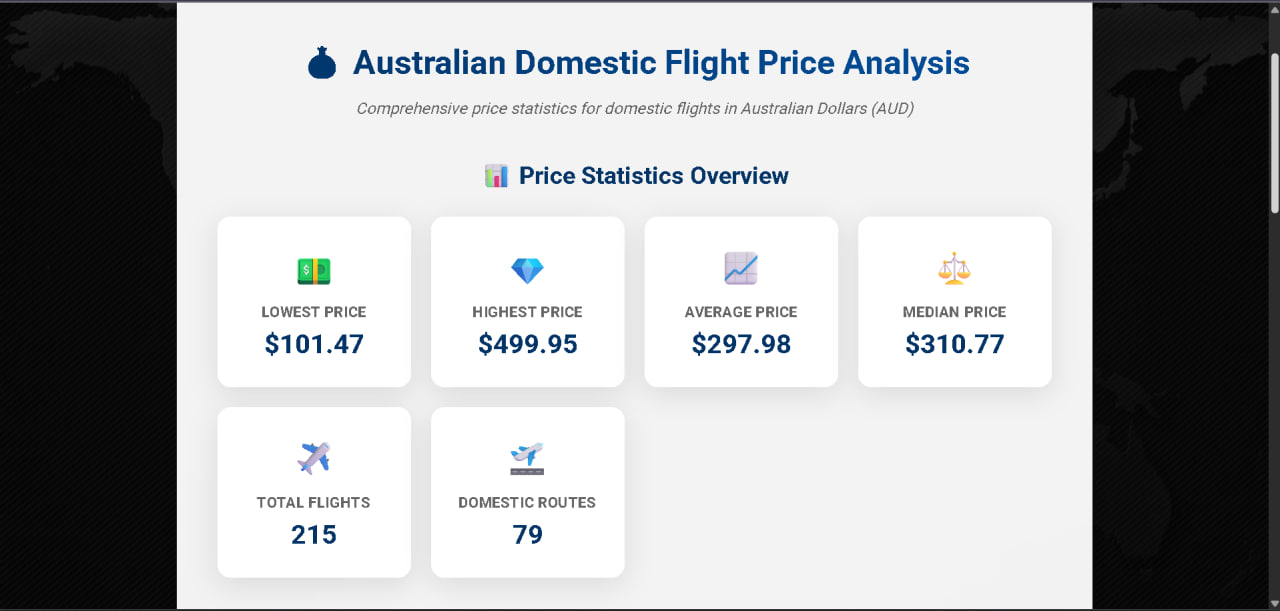 Australian Domestic Flight Price Analysis
Comprehensive price statistics for domestic flights in Australian Dollars (AUD)
Price Statistics Overview
LOWEST PRICE
$101.47
HIGHEST PRICE
$499.95
AVERAGE PRICE
$297.98
MEDIAN PRICE
$310.77
TOTAL FLIGHTS
215
DOMESTIC ROUTES
79